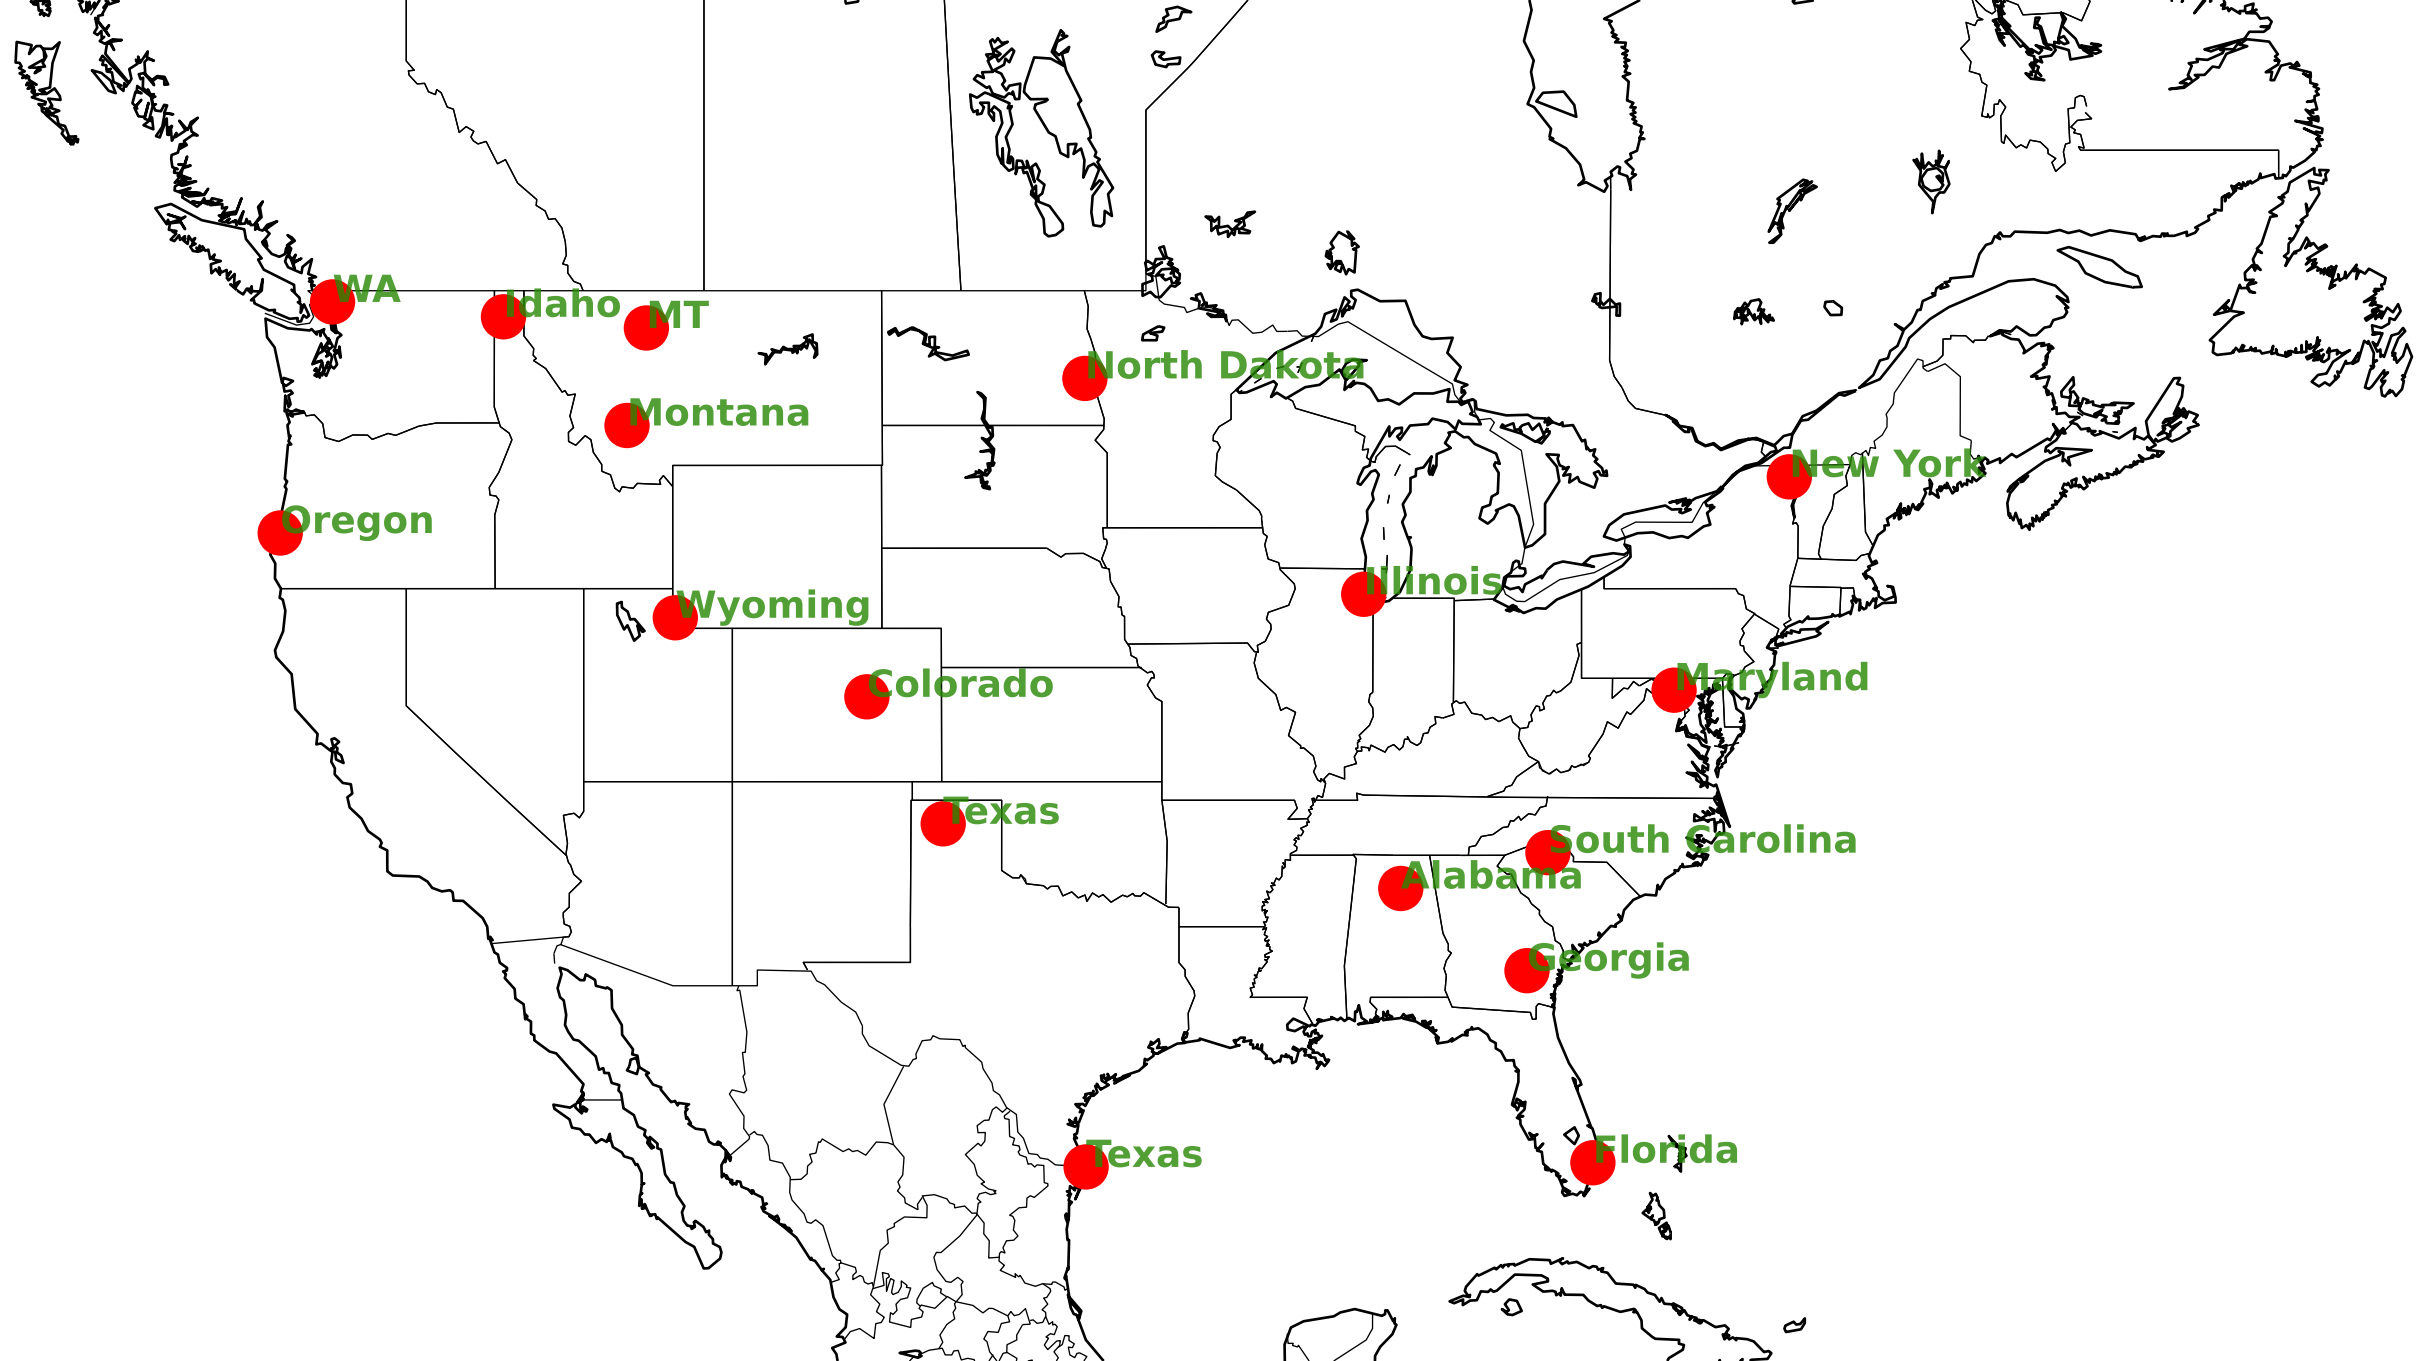 WA
Idaho
MT
North Dakota
Montana
New York
Oregon
Illinois
Wyoming
Maryland
Colorado
Texas
South Carolina
Alabama
Georgia
Florida
Texas